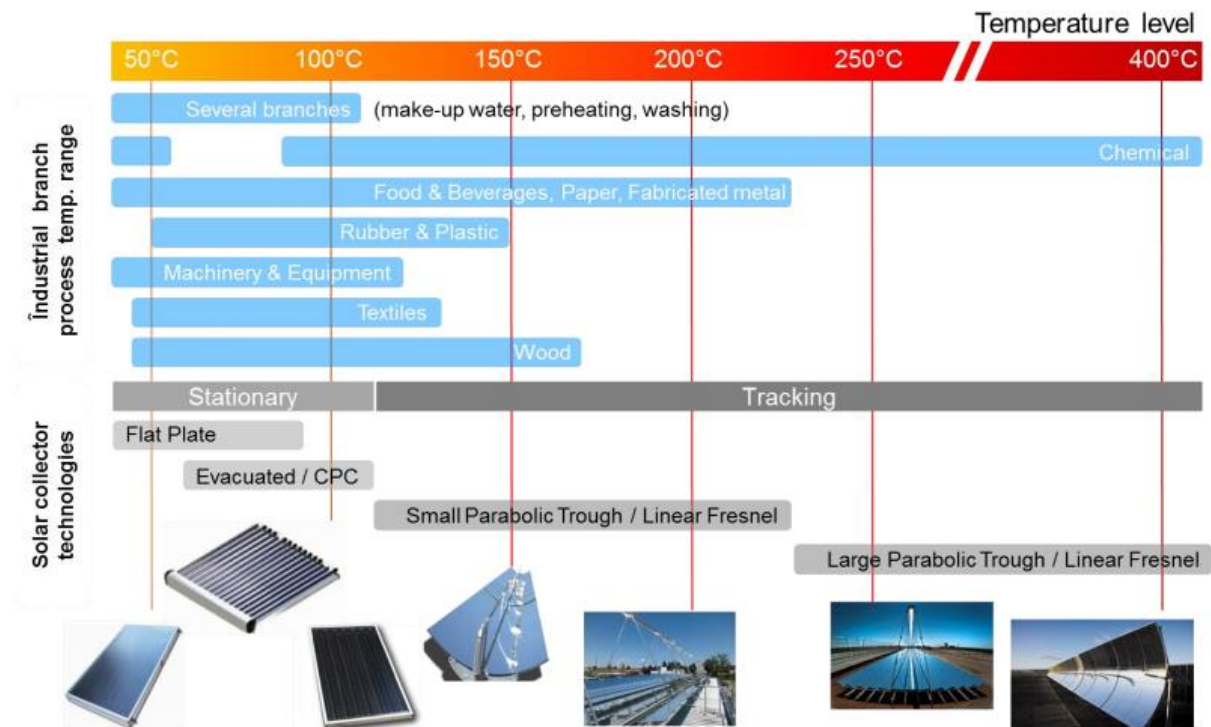 Temperature level
50°C 100°C 150°C 200°C 250°C 400°C
Îndustrial branch
process temp. range
Several branches (make-up water, preheating, washing)
Chemical
Food & Beverages, Paper, Fabricated metal
Rubber & Plastic
Machinery & Equipment
Textiles
Wood
Solar collector
technologies
Stationary Tracking
Flat Plate
Evacuated / CPC
Small Parabolic Trough / Linear Fresnel
Large Parabolic Trough / Linear Fresnel